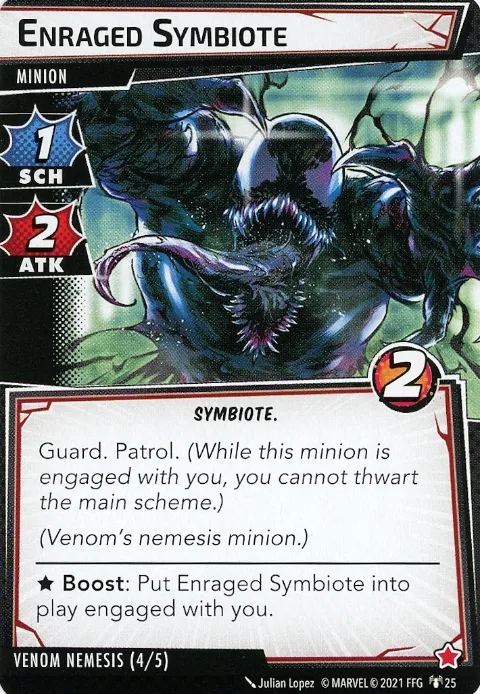 ENRAGED SYMBIOTE
MINION
1
SCH
2
ATK
2
SYMBIOTE.
Guard. Patrol. (While this minion is
engaged with you, you cannot thwart
the main scheme.)
(Venom's nemesis minion.)
★ Boost: Put Enraged Symbiote into
play engaged with you.
VENOM NEMESIS (4/5)
Julian Lopez © MARVEL © 2021 FFG 25